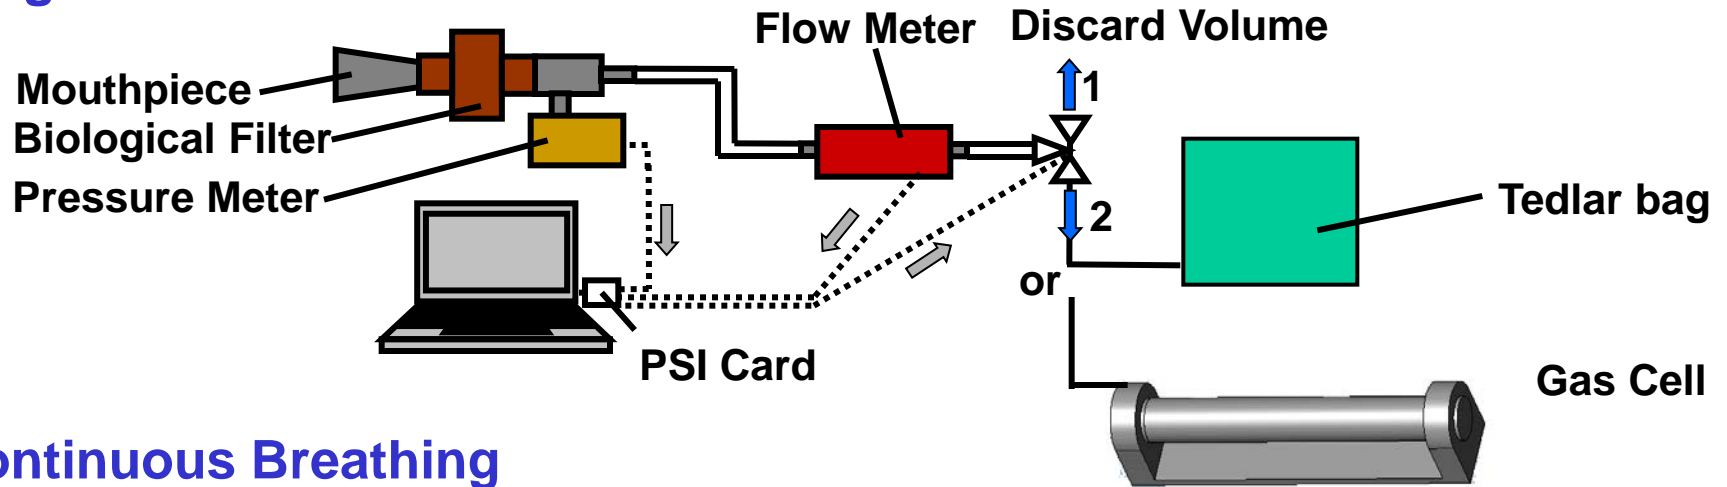 Flow Meter
Discard Volume
1
Mouthpiece
Biological Filter
Pressure Meter
2
Tedlar bag
or
PSI Card
Gas Cell
ontinuous Breathing